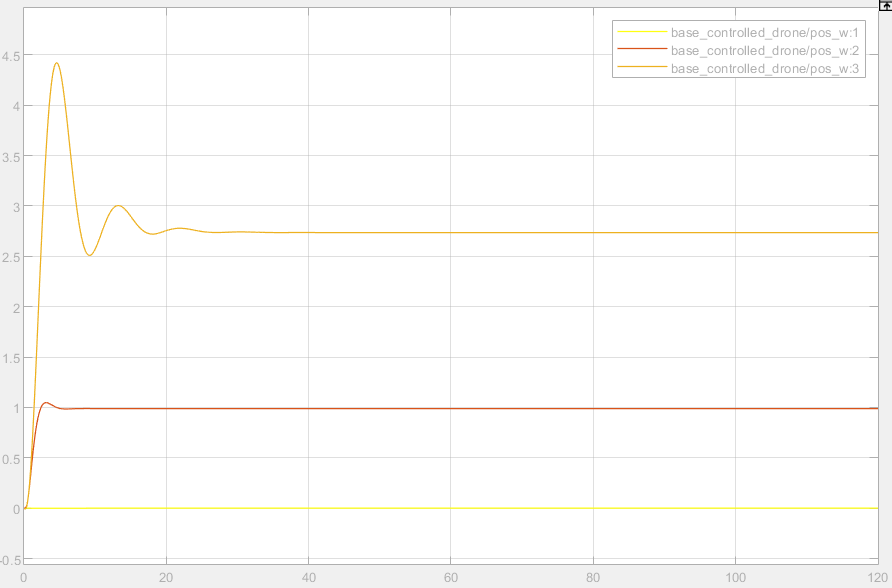 base_controlled_drone/pos_w:1
base_controlled_drone/pos_w:2
base_controlled_drone/pos_w:3
4.5
4
3.5
3
2.5
2
1.5
1
0.5
0
-0.5
0 20 40 60 80 100 120